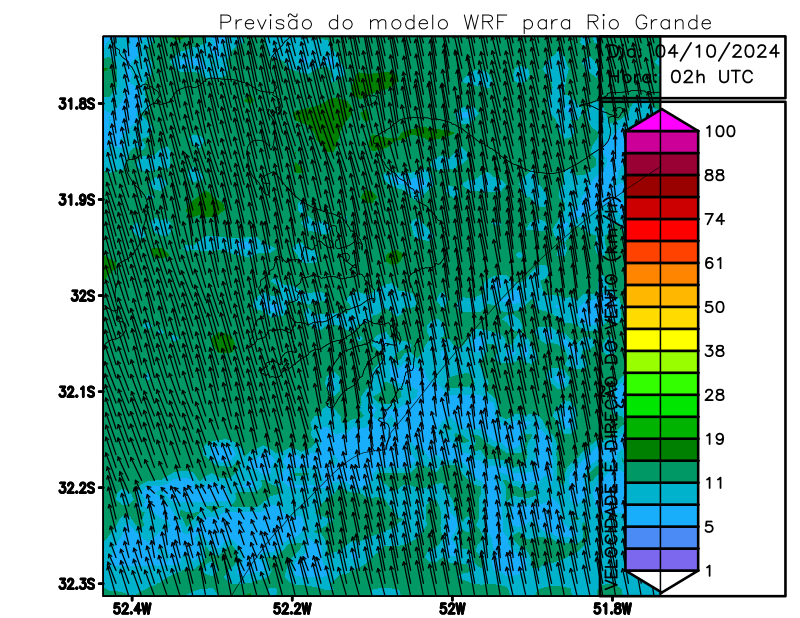 Previsão do modelo WRF para Rio Grande
Dia: 04/10/2024
Hora: 02h UTC
31.8S
31.9S
32S
32.1S
32.2S
32.3S
52.4W
52.2W
52W
51.8W
VELOCIDADE E DIREÇÃO DO VENTO (km/h)
100
88
74
61
50
38
28
19
11
5
1